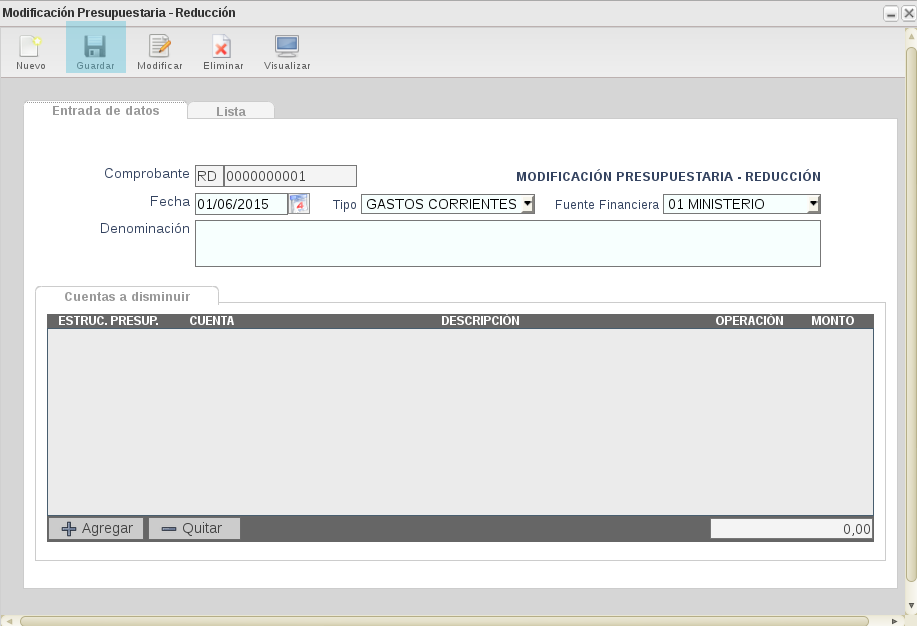 Modificación Presupuestaria - Reducción
Nuevo Guardar Modificar Eliminar Visualizar
Entrada de datos Lista
Comprobante RD 0000000001 MODIFICACIÓN PRESUPUESTARIA - REDUCCIÓN
Fecha 01/06/2015 Tipo GASTOS CORRIENTES Fuente Financiera 01 MINISTERIO
Denominación
Cuentas a disminuir
ESTRUC. PRESUP. CUENTA DESCRIPCIÓN OPERACIÓN MONTO
Agregar Quitar 0,00